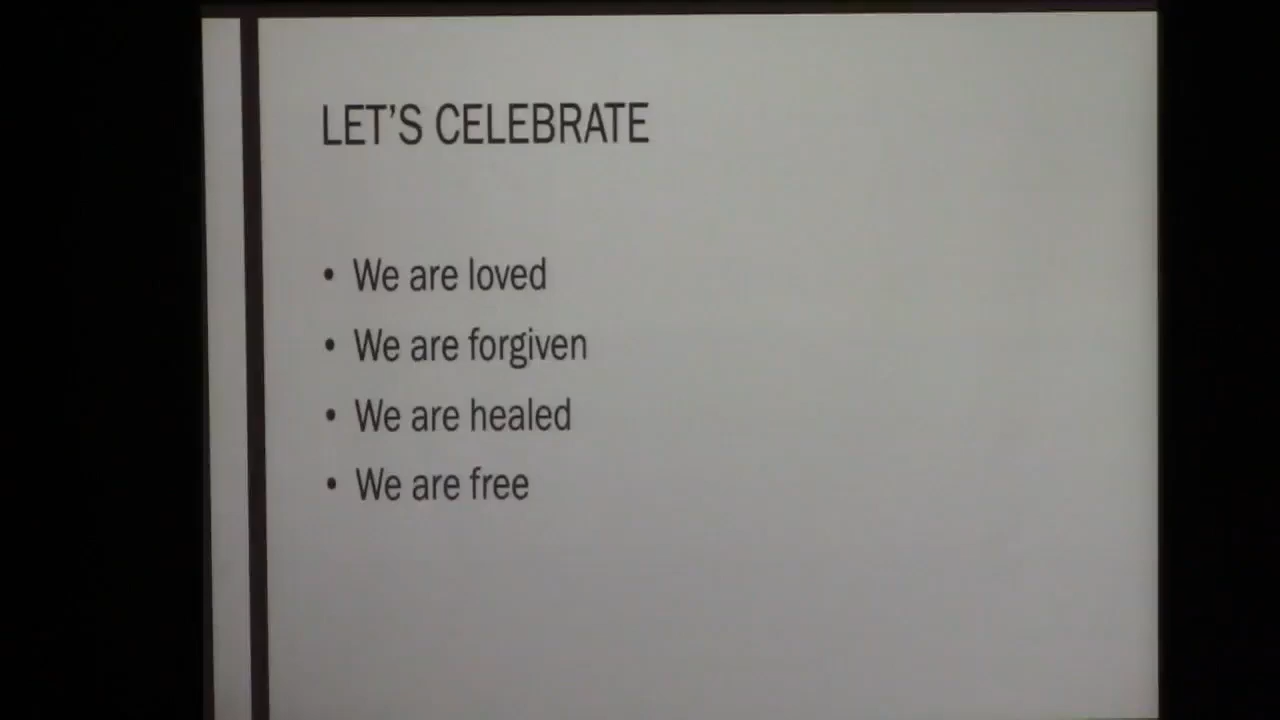 LET'S CELEBRATE
• We are loved
• We are forgiven
• We are healed
• We are free